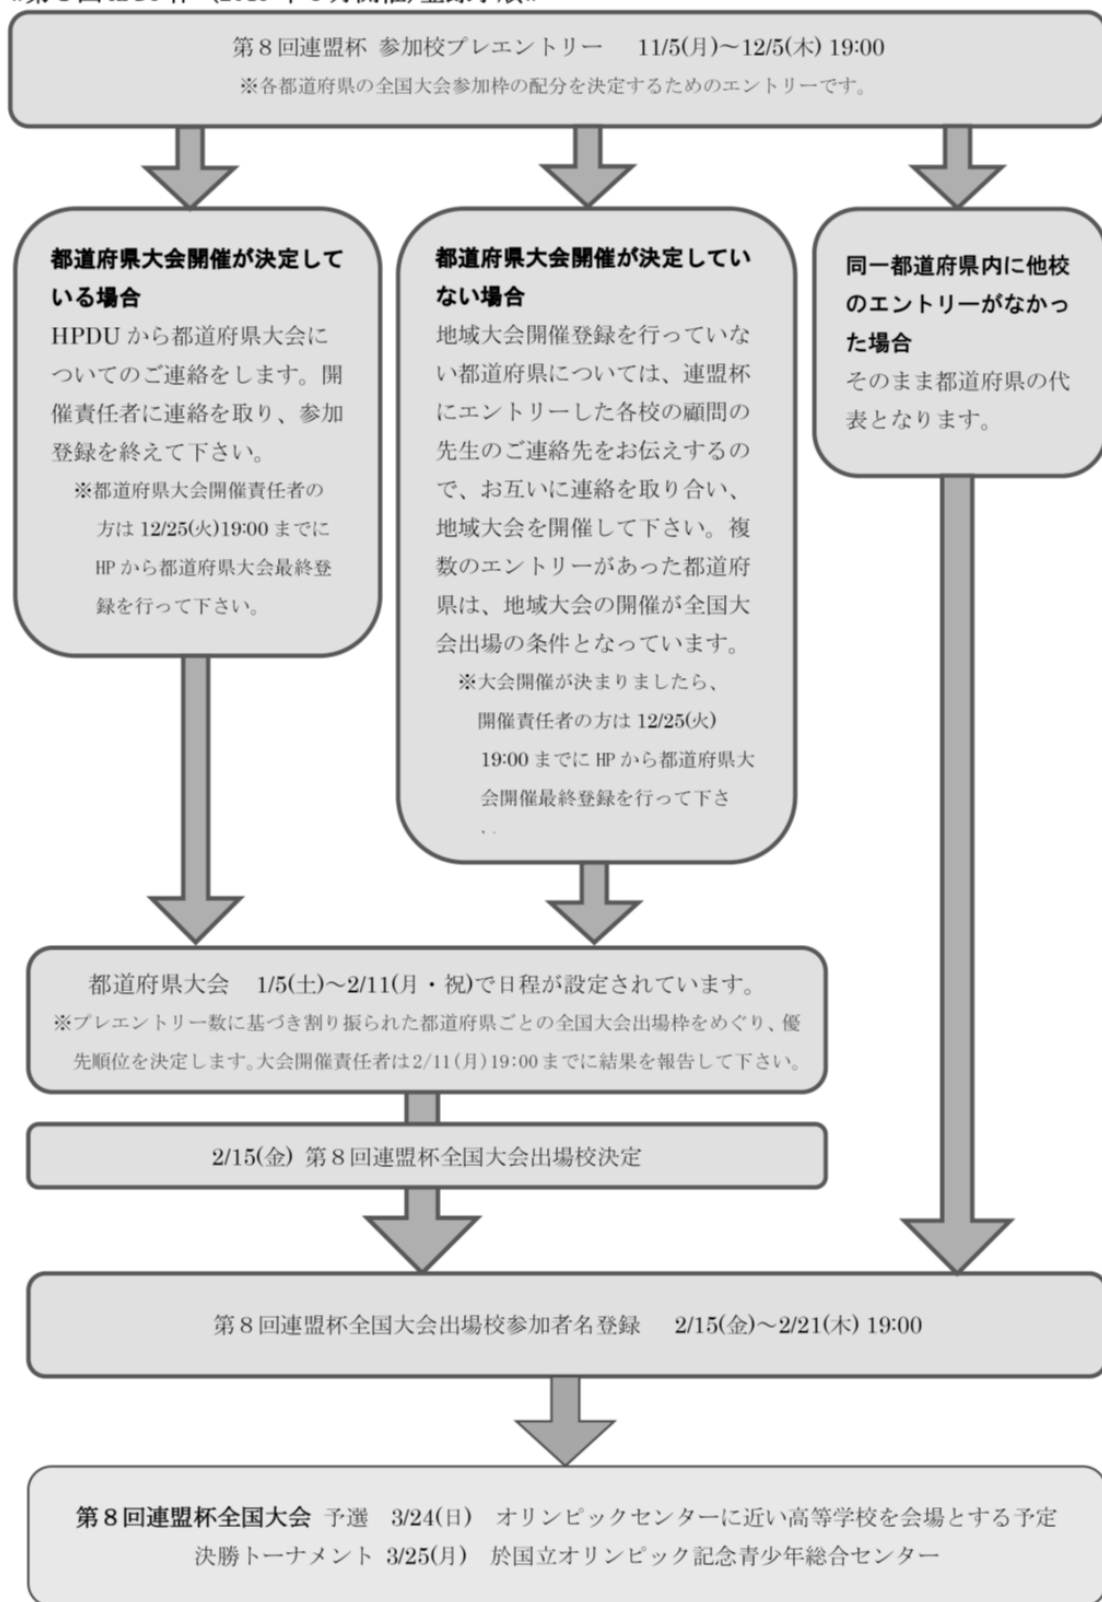 第８回連盟杯 参加校プレエントリー　11/5(月)～12/5(木) 19:00
※各都道府県の全国大会参加枠の配分を決定するためのエントリーです。
都道府県大会開催が決定して
いる場合
HPDU から都道府県大会に
ついてのご連絡をします。開
催責任者に連絡を取り、参加
登録を終えて下さい。
※都道府県大会開催責任者の
方は 12/25(火)19:00 までに
HP から都道府県大会最終登
録を行って下さい。
都道府県大会開催が決定してい
ない場合
地域大会開催登録を行っていな
い都道府県については、連盟杯
にエントリーした各校の顧問の
先生のご連絡先をお伝えするの
で、お互いに連絡を取り合い、
地域大会を開催して下さい。複
数のエントリーがあった都道府
県は、地域大会の開催が全国大
会出場の条件となっています。
※大会開催が決まりましたら、
開催責任者の方は 12/25(火)
19:00 までに HP から都道府県大
会開催最終登録を行って下さ
同一都道府県内に他校
のエントリーがなかっ
た場合
そのまま都道府県の代
表となります。
都道府県大会　1/5(土)～2/11(月・祝)で日程が設定されています。
※プレエントリー数に基づき割り振られた都道府県ごとの全国大会出場枠をめぐり、優
先順位を決定します。大会開催責任者は2/11(月)19:00までに結果を報告して下さい。
2/15(金) 第８回連盟杯全国大会出場校決定
第８回連盟杯全国大会出場校参加者名登録　2/15(金)～2/21(木) 19:00
第８回連盟杯全国大会 予選　3/24(日)　オリンピックセンターに近い高等学校を会場とする予定
決勝トーナメント 3/25(月)　於国立オリンピック記念青少年総合センター